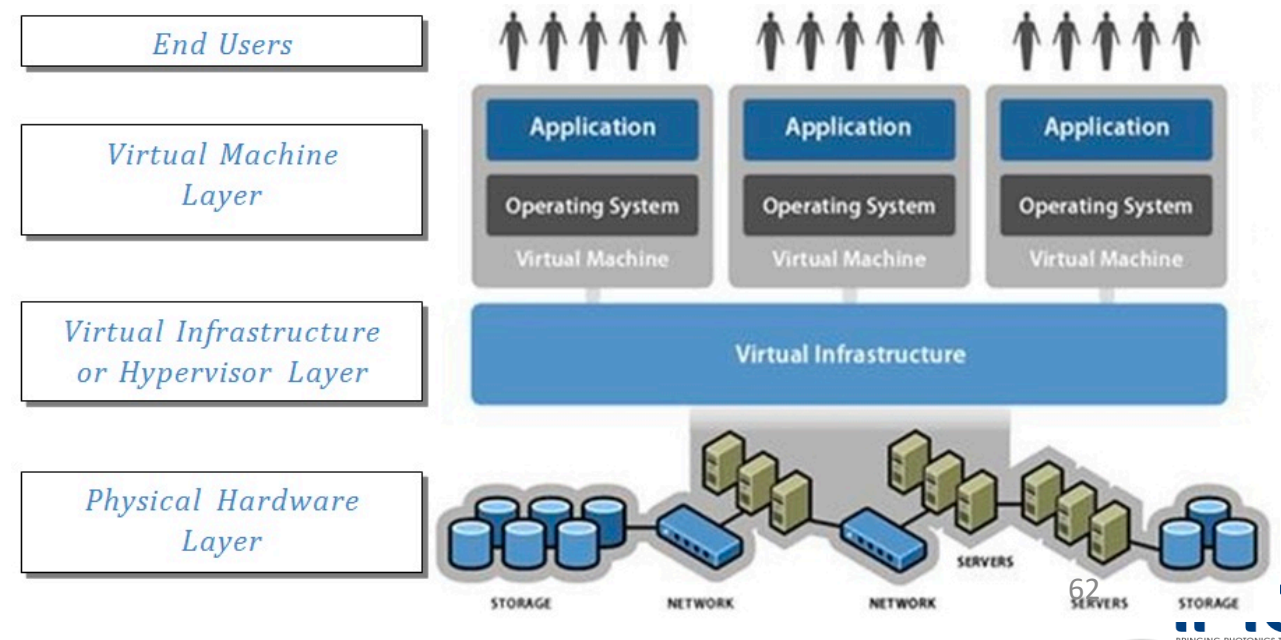 End Users
Virtual Machine
Layer
Virtual Infrastructure
or Hypervisor Layer
Physical Hardware
Layer
Application
Application
Application
Operating System
Operating System
Operating System
Virtual Machine
Virtual Machine
Virtual Machine
Virtual Infrastructure
STORAGE
NETWORK
NETWORK
SERVERS
SERVERS
STORAGE
62